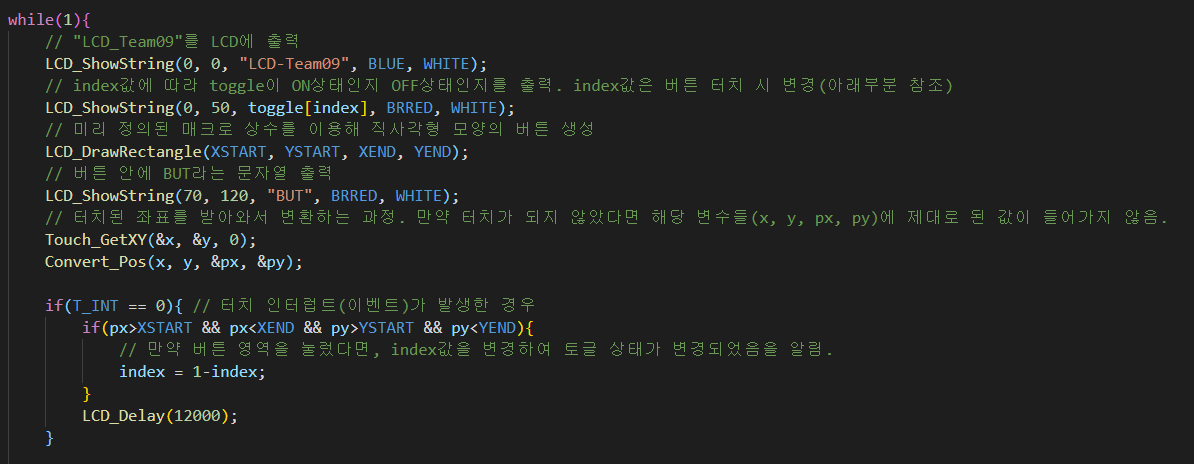 while(1){
// "LCD_Team09"를 LCD에 출력
LCD_ShowString(0, 0, "LCD-Team09", BLUE, WHITE);
// index값에 따라 toggle이 ON상태인지 OFF상태인지를 출력. index값은 버튼 터치 시 변경(아래부분 참조)
LCD_ShowString(0, 50, toggle[index], BRRED, WHITE);
// 미리 정의된 매크로 상수를 이용해 직사각형 모양의 버튼 생성
LCD_DrawRectangle(XSTART, YSTART, XEND, YEND);
// 버튼 안에 BUT라는 문자열 출력
LCD_ShowString(70, 120, "BUT", BRRED, WHITE);
// 터치된 좌표를 받아와서 변환하는 과정. 만약 터치가 되지 않았다면 해당 변수들(x, y, px, py)에 제대로 된 값이 들어가지 않음.
Touch_GetXY(&x, &y, 0);
Convert_Pos(x, y, &px, &py);
if(T_INT == 0){ // 터치 인터럽트(이벤트)가 발생한 경우
if(px>XSTART && px<XEND && py>YSTART && py<YEND){
// 만약 버튼 영역을 눌렀다면, index값을 변경하여 토글 상태가 변경되었음을 알림.
index = 1-index;
}
LCD_Delay(12000);
}